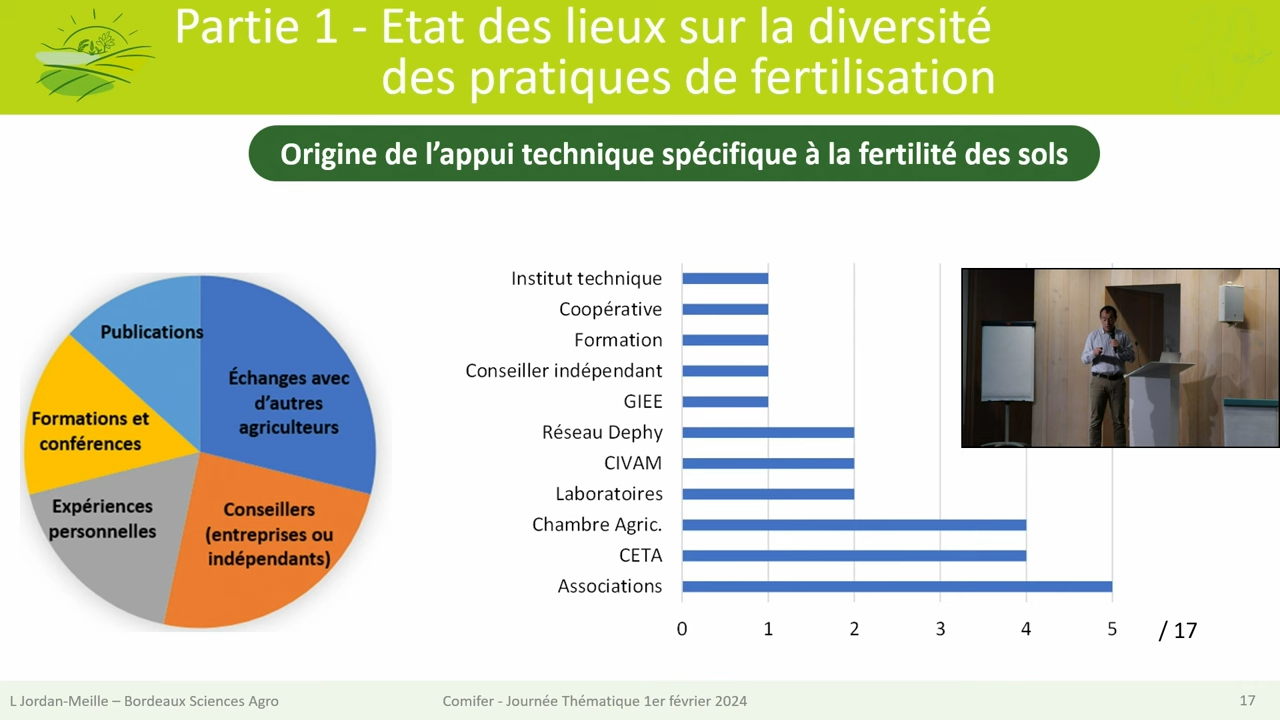 Partie 1 - Etat des lieux sur la diversité
des pratiques de fertilisation
Origine de l'appui technique spécifique à la fertilité des sols
Publications
Échanges avec
d'autres
agriculteurs
Formations et
conférences
Expériences
personnelles
Conseillers
(entreprises ou
indépendants)
Institut technique
Coopérative
Formation
Conseiller indépendant
GIEE
Réseau Dephy
CIVAM
Laboratoires
Chambre Agric.
CETA
Associations
0 1 2 3 4 5 / 17
L Jordan-Meille – Bordeaux Sciences Agro
Comifer - Journée Thématique 1er février 2024
17